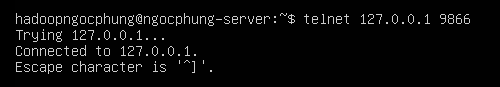 hadoopngocphung@ngocphung-server:~$ telnet 127.0.0.1 9866
Trying 127.0.0.1...
Connected to 127.0.0.1.
Escape character is '^]'.